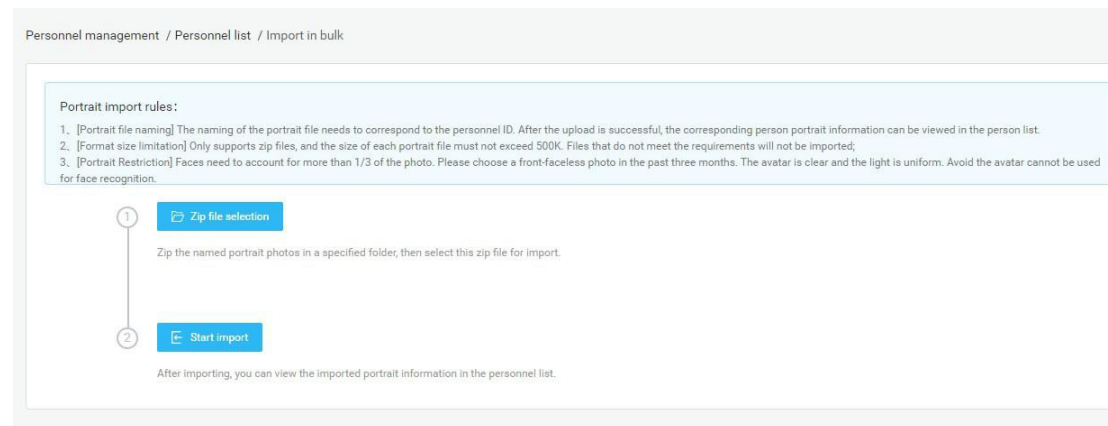 Personnel management / Personnel list / Import in bulk
Portrait import rules：
1、[Portrait file naming] The naming of the portrait file needs to correspond to the personnel ID. After the upload is successful, the corresponding person portrait information can be viewed in the person list.
2、[Format size limitation] Only supports zip files, and the size of each portrait file must not exceed 500K. Files that do not meet the requirements will not be imported;
3、[Portrait Restriction] Faces need to account for more than 1/3 of the photo. Please choose a front-faceless photo in the past three months. The avatar is clear and the light is uniform. Avoid the avatar cannot be used
for face recognition.
1 Zip file selection
Zip the named portrait photos in a specified folder, then select this zip file for import.
2 Start import
After importing, you can view the imported portrait information in the personnel list.